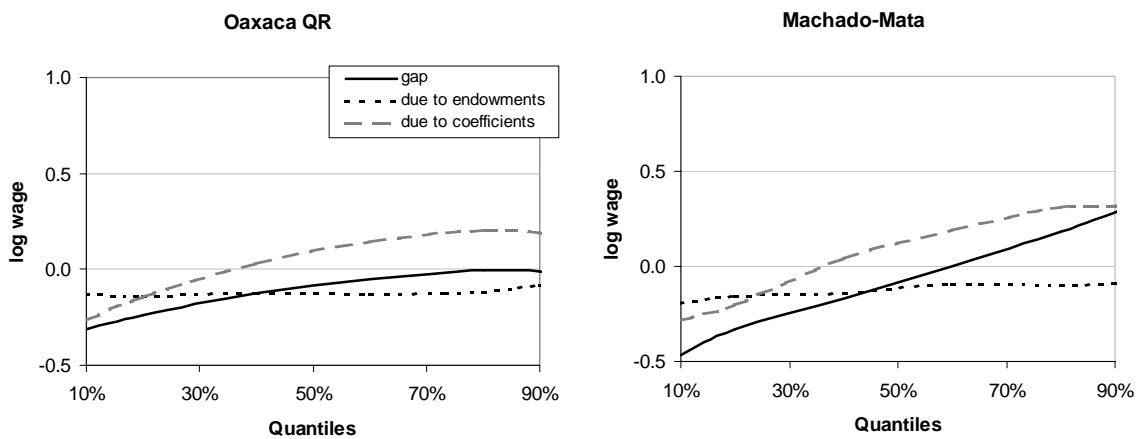 Oaxaca QR
1.0
0.5
0.0
-0.5
log wage
gap
due to endowments
due to coefficients
10%
30%
50%
70%
90%
Quantiles
Machado-Mata
1.0
0.5
0.0
-0.5
log wage
10%
30%
50%
70%
90%
Quantiles